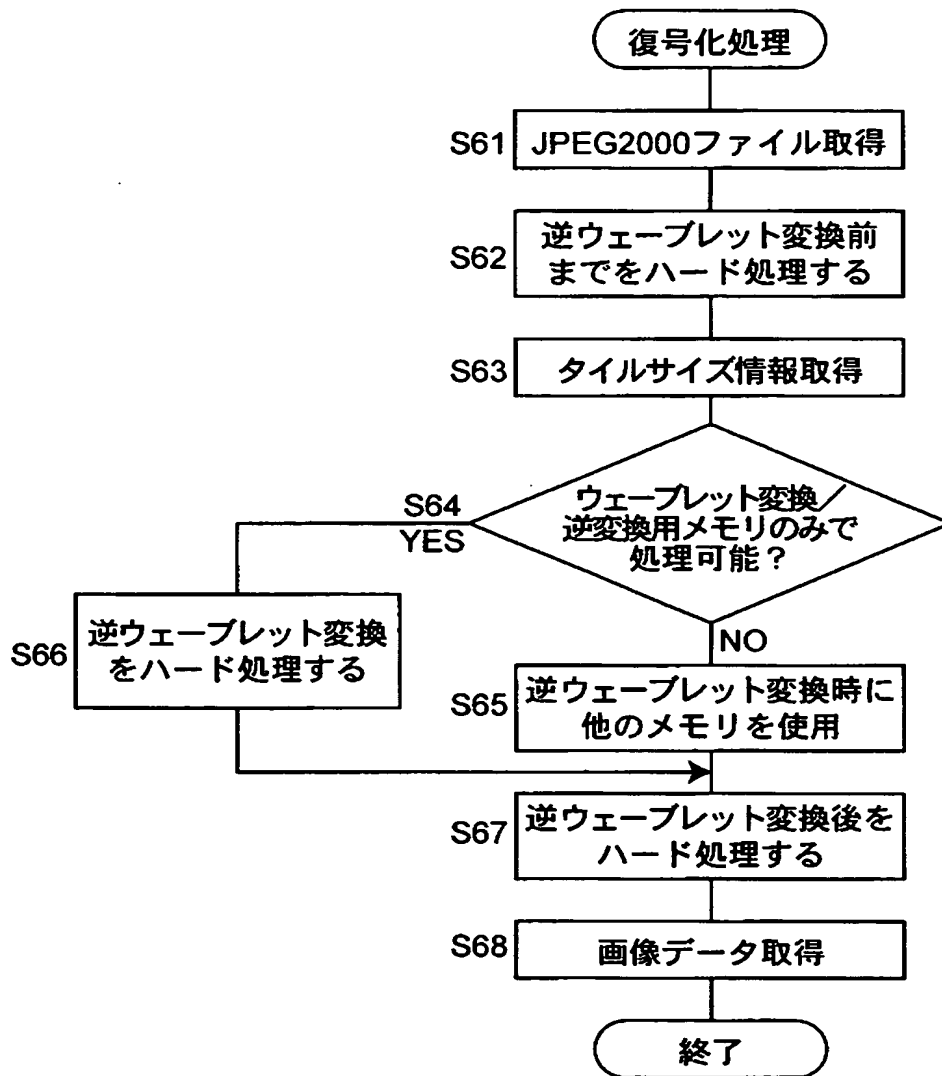 復号化処理
S61
JPEG2000ファイル取得
S62
逆ウェーブレット変換前
までをハード処理する
S63
タイルサイズ情報取得
S64
YES
ウェーブレット変換／
逆変換用メモリのみで
処理可能？
NO
S66
逆ウェーブレット変換
をハード処理する
S65
逆ウェーブレット変換時に
他のメモリを使用
S67
逆ウェーブレット変換後を
ハード処理する
S68
画像データ取得
終了